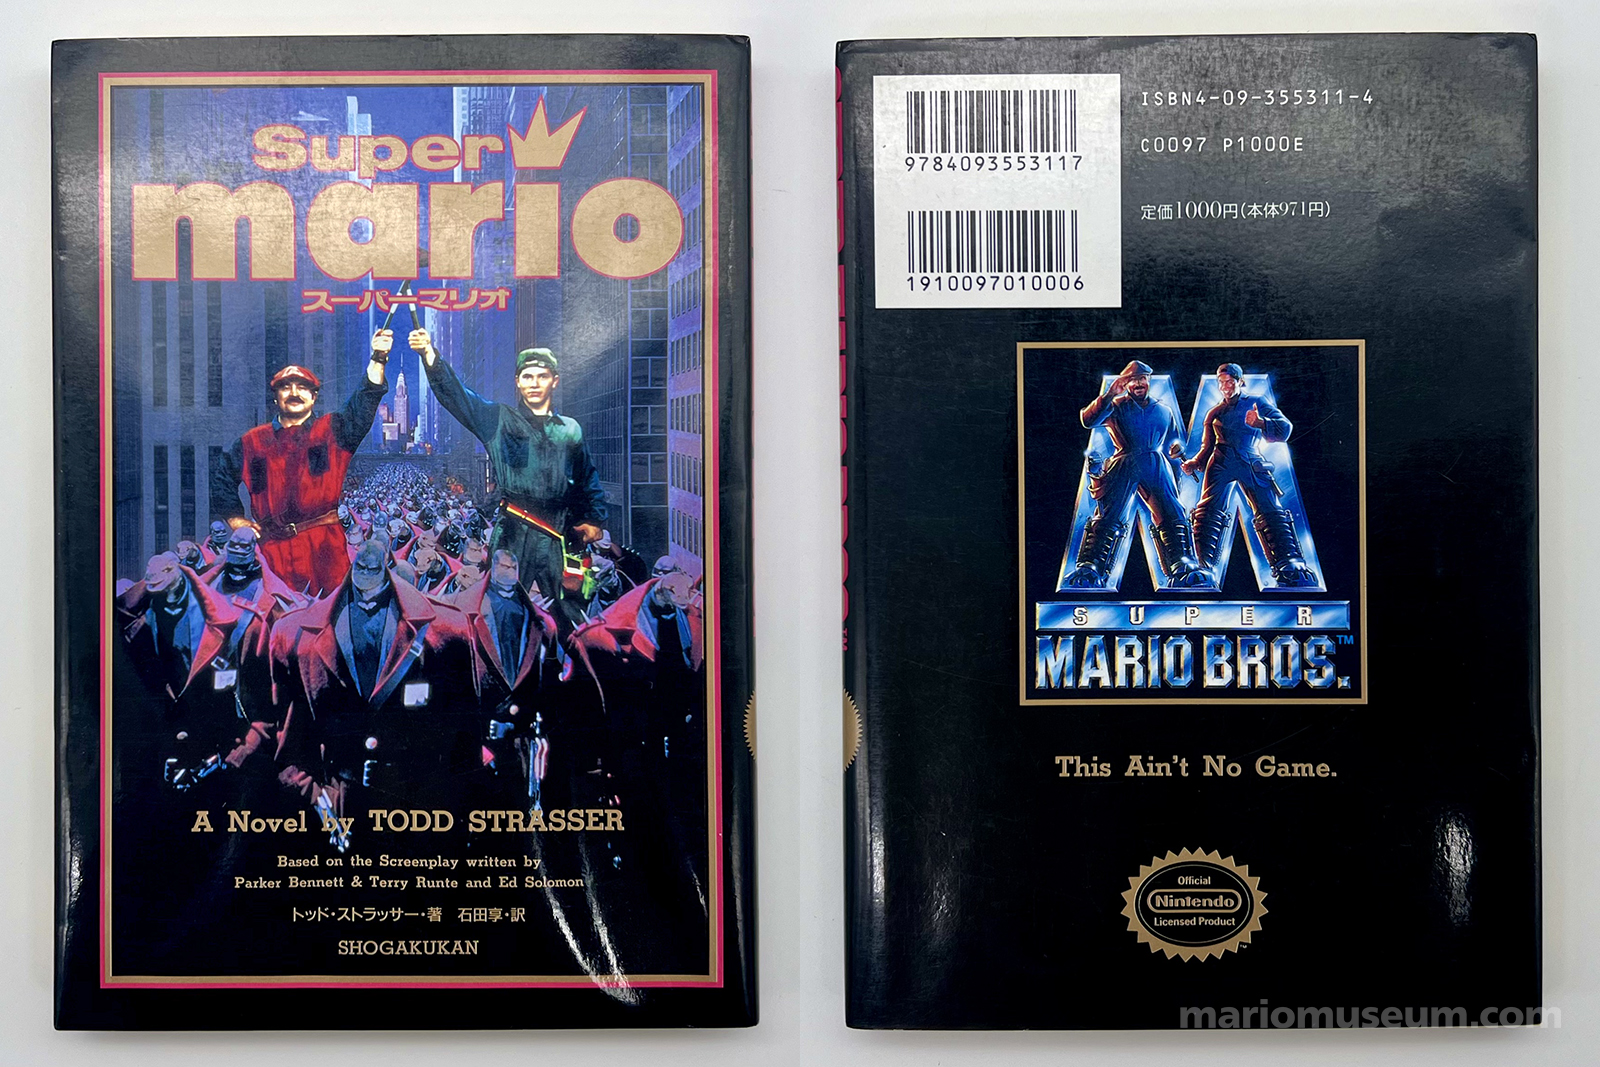 Super
mario
スーパーマリオ
A Novel by TODD STRASSER
Based on the Screenplay written by
Parker Bennett & Terry Runte and Ed Solomon
トッド・ストラッサー・著 石田享・訳
SHOGAKUKAN
9784093553117
1910097010006
ISBN4-09-355311-4
C0097 P1000E
定価1000円(本体971円)
SUPER
MARIO BROS.™
This Ain't No Game.
Official
Nintendo
Licensed Product
™
mariomuseum.com